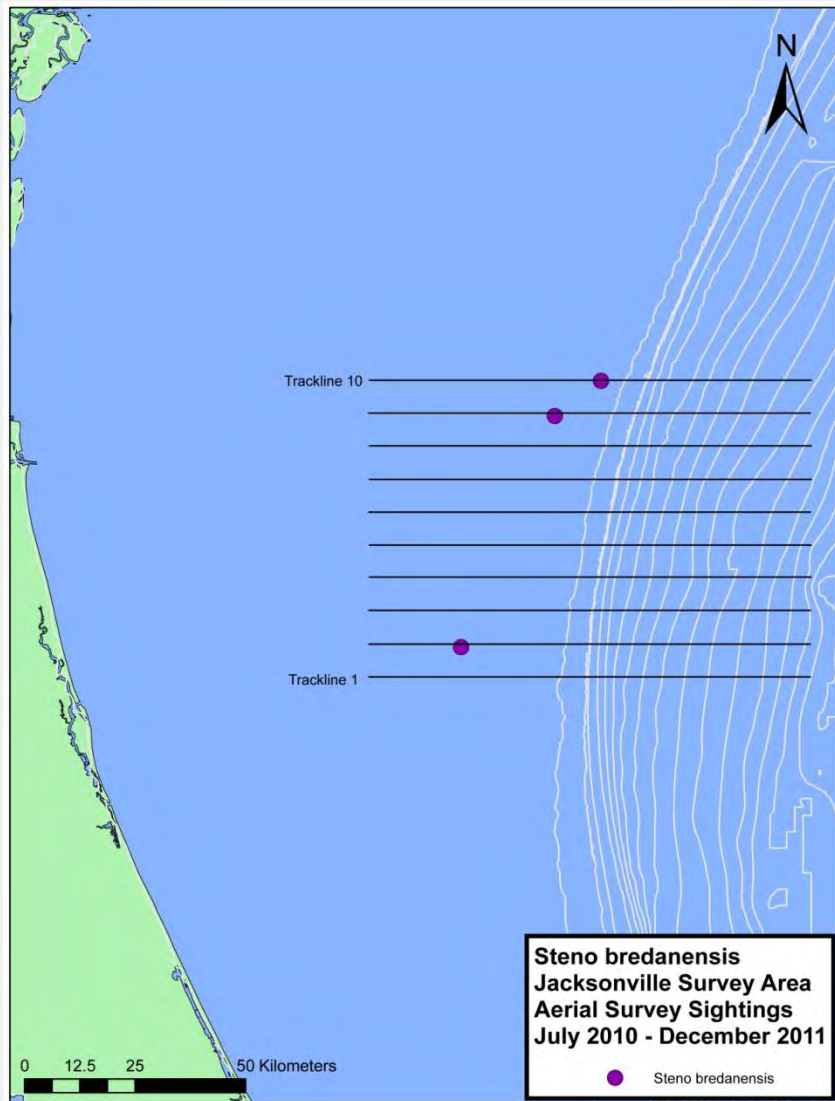 N
Trackline 10
Trackline 1
Steno bredanensis
Jacksonville Survey Area
Aerial Survey Sightings
July 2010 - December 2011
Steno bredanensis
0 12.5 25 50 Kilometers